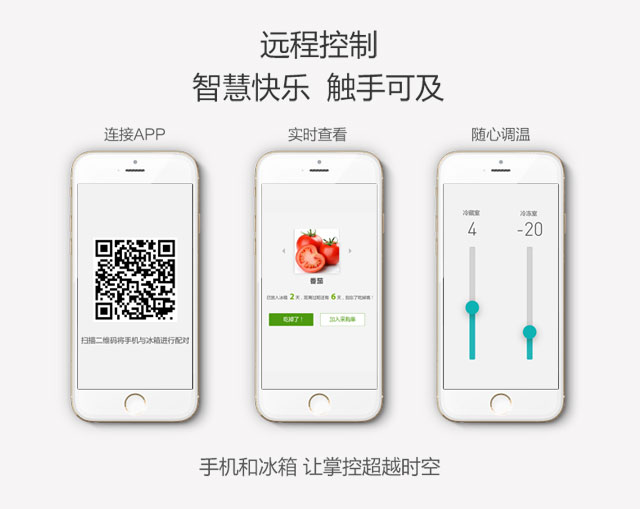 远程控制
智慧快乐 触手可及
连接APP
实时查看
随心调温
扫描二维码将手机与冰箱进行配对
番茄
已放入冰箱 2 天，距离过期还有 6 天，别忘了吃掉哦！
吃掉了！
加入采购单
冷藏室
冷冻室
4
-20
手机和冰箱 让掌控超越时空